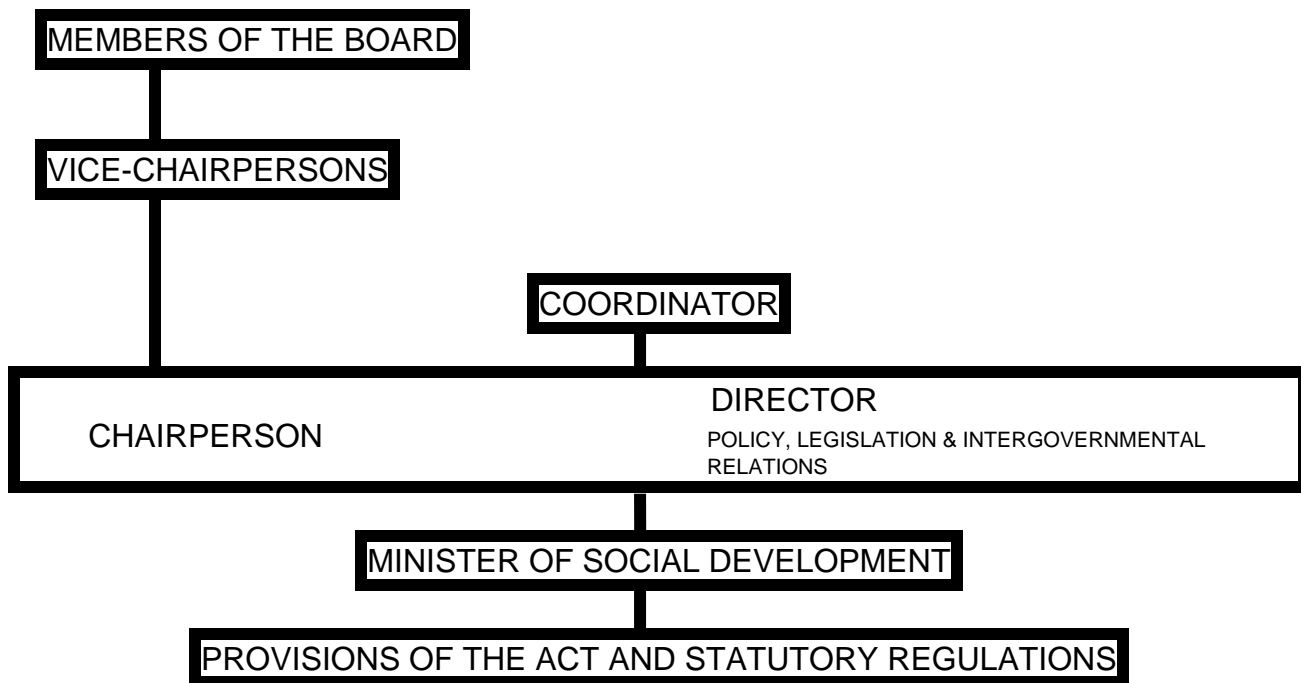 MEMBERS OF THE BOARD
VICE-CHAIRPERSONS
COORDINATOR
CHAIRPERSON
DIRECTOR
POLICY, LEGISLATION & INTERGOVERNMENTAL
RELATIONS
MINISTER OF SOCIAL DEVELOPMENT
PROVISIONS OF THE ACT AND STATUTORY REGULATIONS